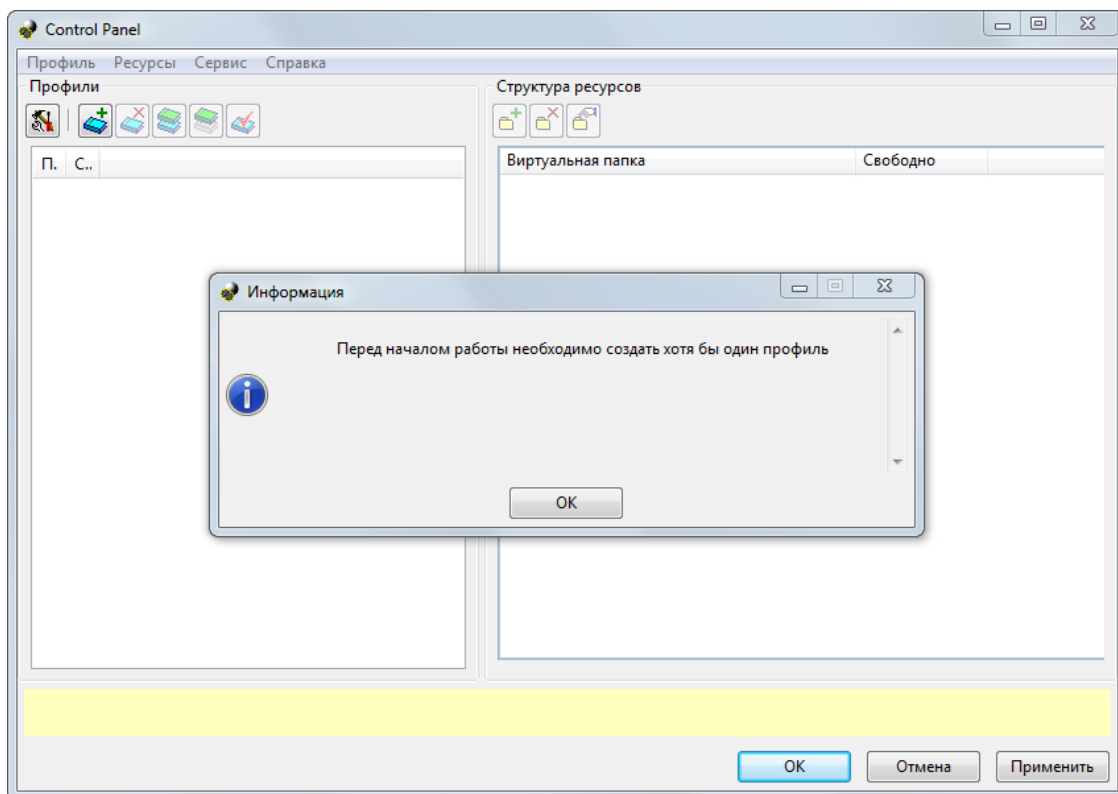 Control Panel
Профиль Ресурсы Сервис Справка
Профили
Структура ресурсов
П. С..
Виртуальная папка Свободно
Информация
Перед началом работы необходимо создать хотя бы один профиль
OK
OK Отмена Применить